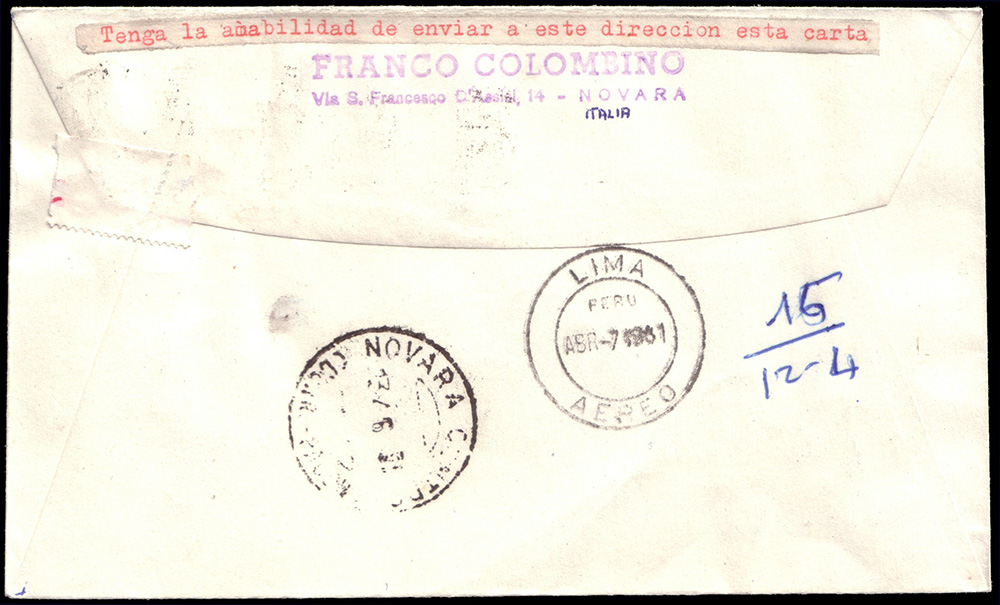 Tenga la amabilidad de enviar a este direccion esta carta
FRANCO COLOMBINO
Via S. Francesco D'Assisi, 14 - NOVARA
ITALIA
LIMA
PERU
ABR-7 1961
AEREO
NOVARA
15
12-4